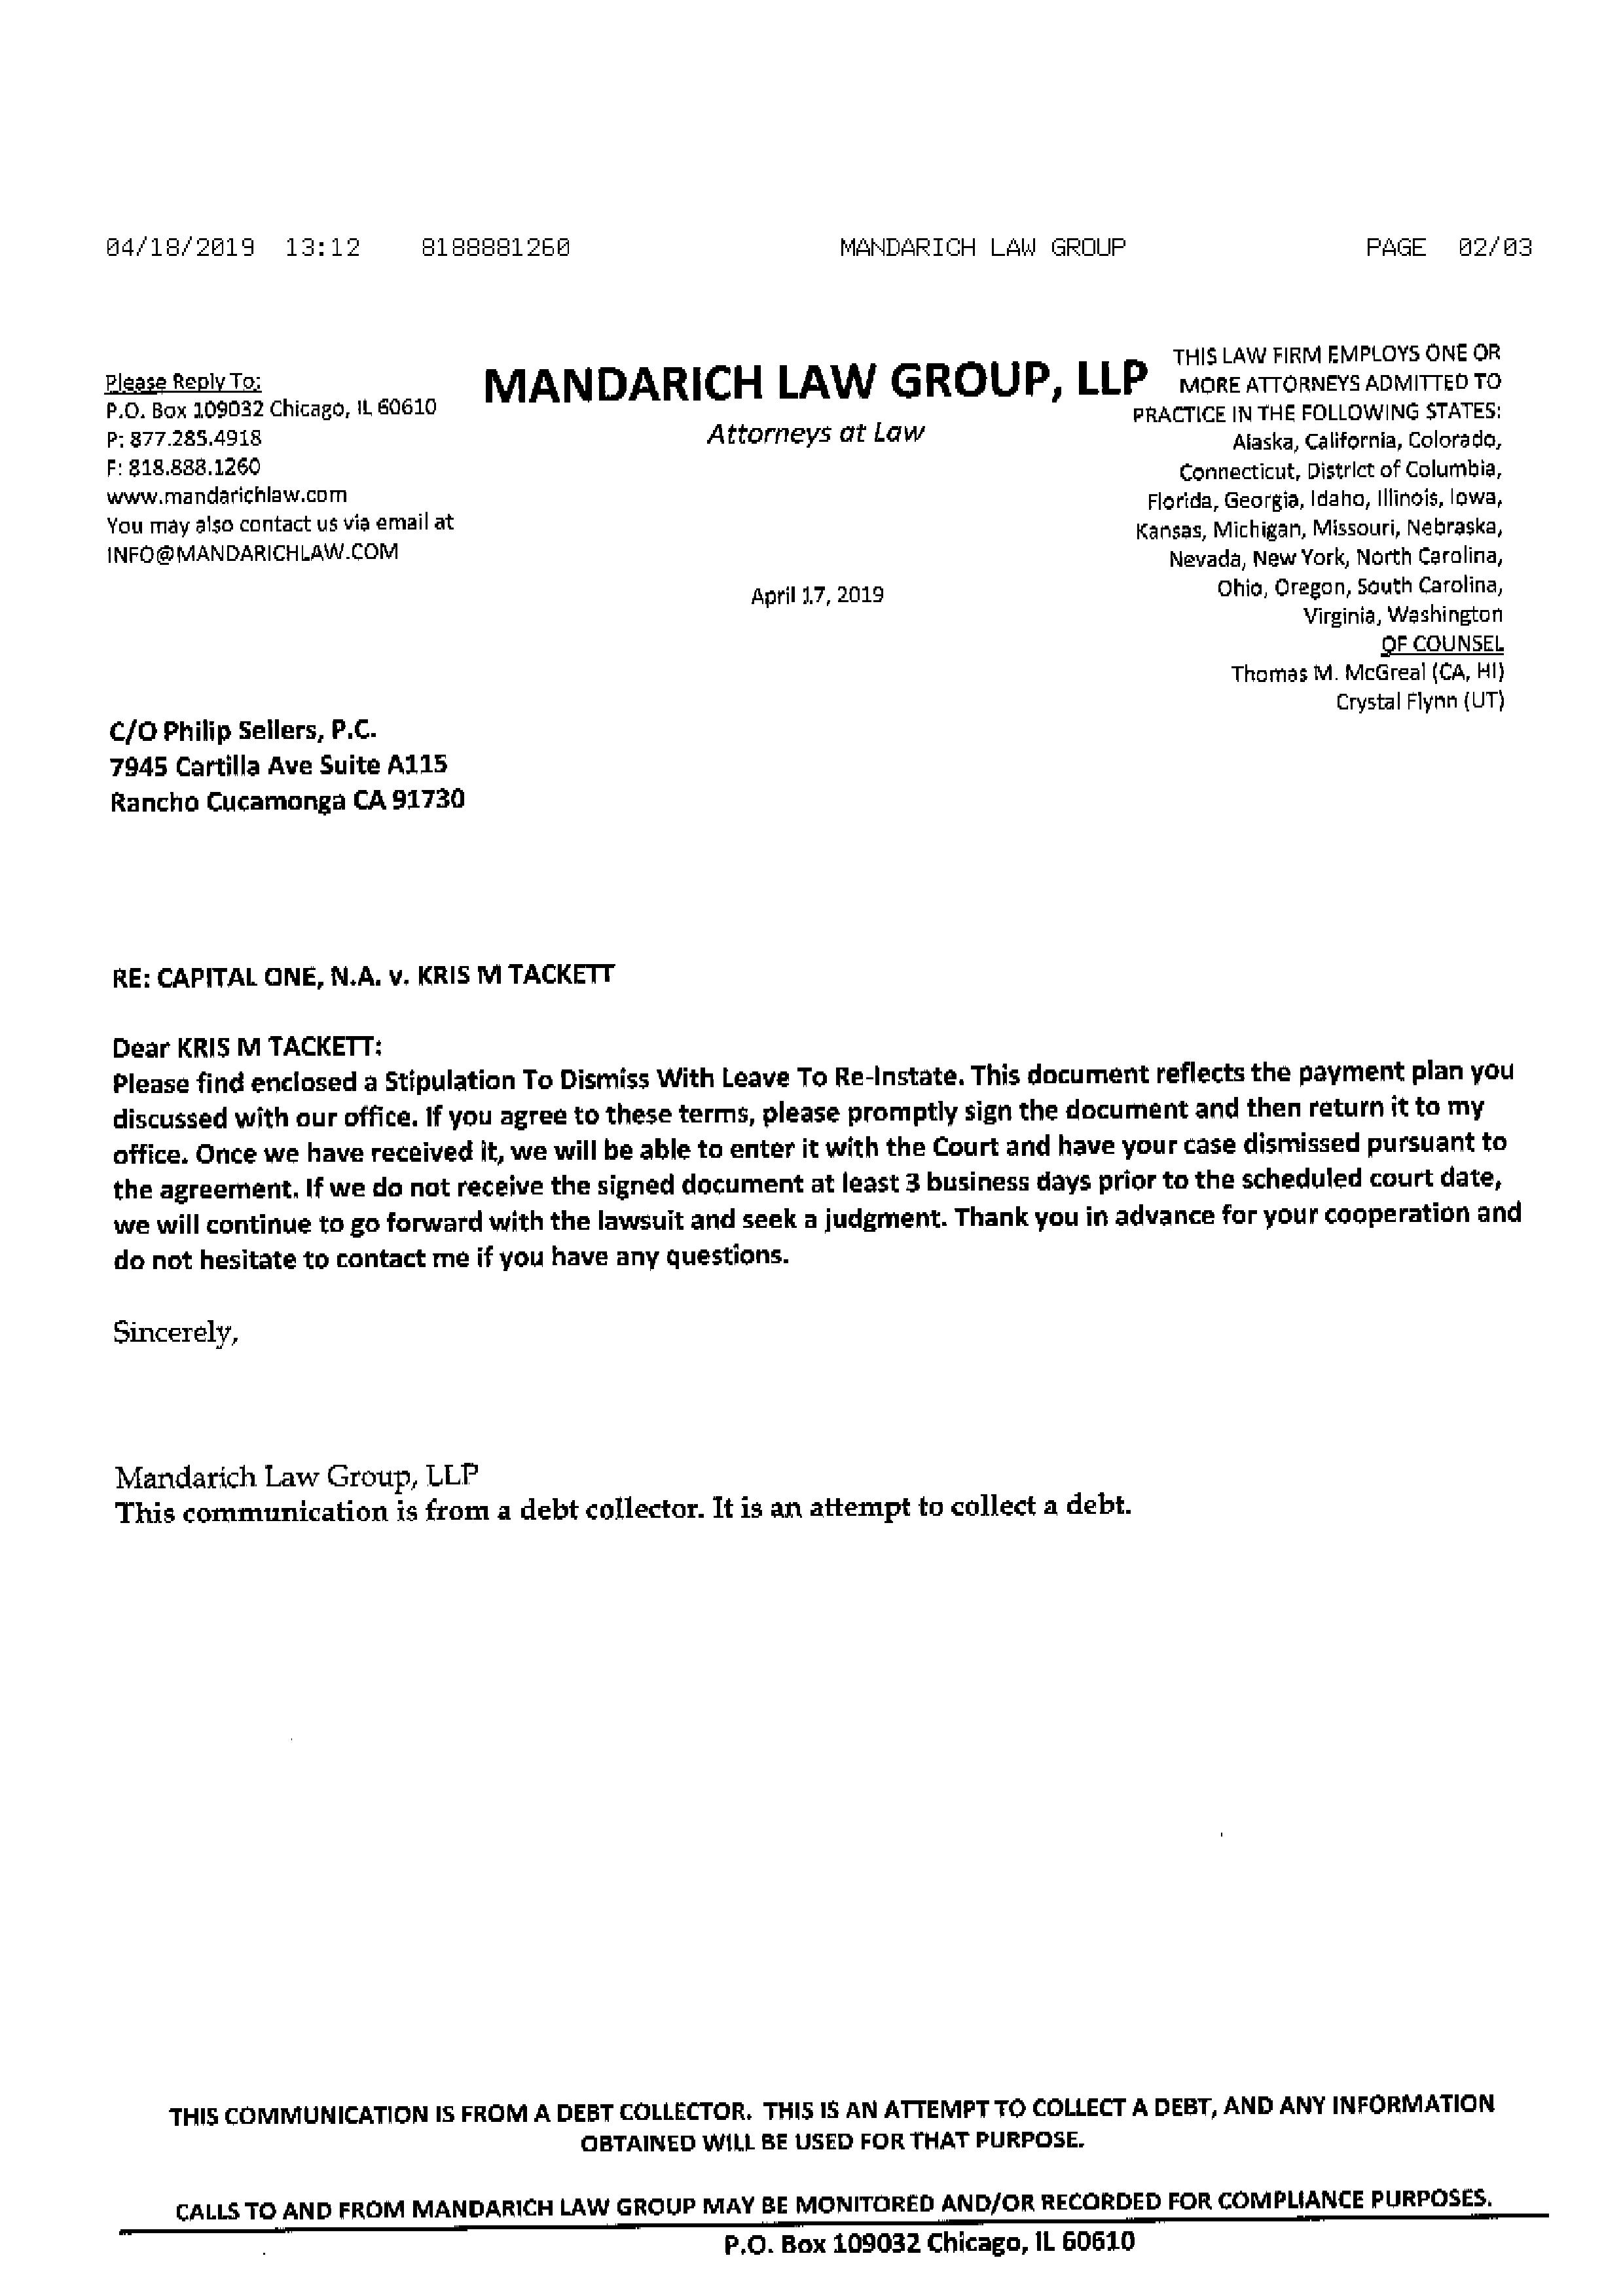 04/18/2019 13:12 8188881260 MANDARICH LAW GROUP PAGE 02/03
Please Reply To:
P.O. Box 109032 Chicago, IL 60610
P: 877.285.4918
F: 818.888.1260
www.mandarichlaw.com
You may also contact us via email at
INFO@MANDARICHLAW.COM
MANDARICH LAW GROUP, LLP
Attorneys at Law
April 17, 2019
THIS LAW FIRM EMPLOYS ONE OR
MORE ATTORNEYS ADMITTED TO
PRACTICE IN THE FOLLOWING STATES:
Alaska, California, Colorado,
Connecticut, District of Columbia,
Florida, Georgia, Idaho, Illinois, Iowa,
Kansas, Michigan, Missouri, Nebraska,
Nevada, New York, North Carolina,
Ohio, Oregon, South Carolina,
Virginia, Washington
OF COUNSEL
Thomas M. McGreal (CA, HI)
Crystal Flynn (UT)
C/O Philip Sellers, P.C.
7945 Cartilla Ave Suite A115
Rancho Cucamonga CA 91730
RE: CAPITAL ONE, N.A. v. KRIS M TACKETT
Dear KRIS M TACKETT:
Please find enclosed a Stipulation To Dismiss With Leave To Re-Instate. This document reflects the payment plan you
discussed with our office. If you agree to these terms, please promptly sign the document and then return it to my
office. Once we have received it, we will be able to enter it with the Court and have your case dismissed pursuant to
the agreement. If we do not receive the signed document at least 3 business days prior to the scheduled court date,
we will continue to go forward with the lawsuit and seek a judgment. Thank you in advance for your cooperation and
do not hesitate to contact me if you have any questions.
Sincerely,
Mandarich Law Group, LLP
This communication is from a debt collector. It is an attempt to collect a debt.
THIS COMMUNICATION IS FROM A DEBT COLLECTOR. THIS IS AN ATTEMPT TO COLLECT A DEBT, AND ANY INFORMATION
OBTAINED WILL BE USED FOR THAT PURPOSE.
CALLS TO AND FROM MANDARICH LAW GROUP MAY BE MONITORED AND/OR RECORDED FOR COMPLIANCE PURPOSES.
P.O. Box 109032 Chicago, IL 60610